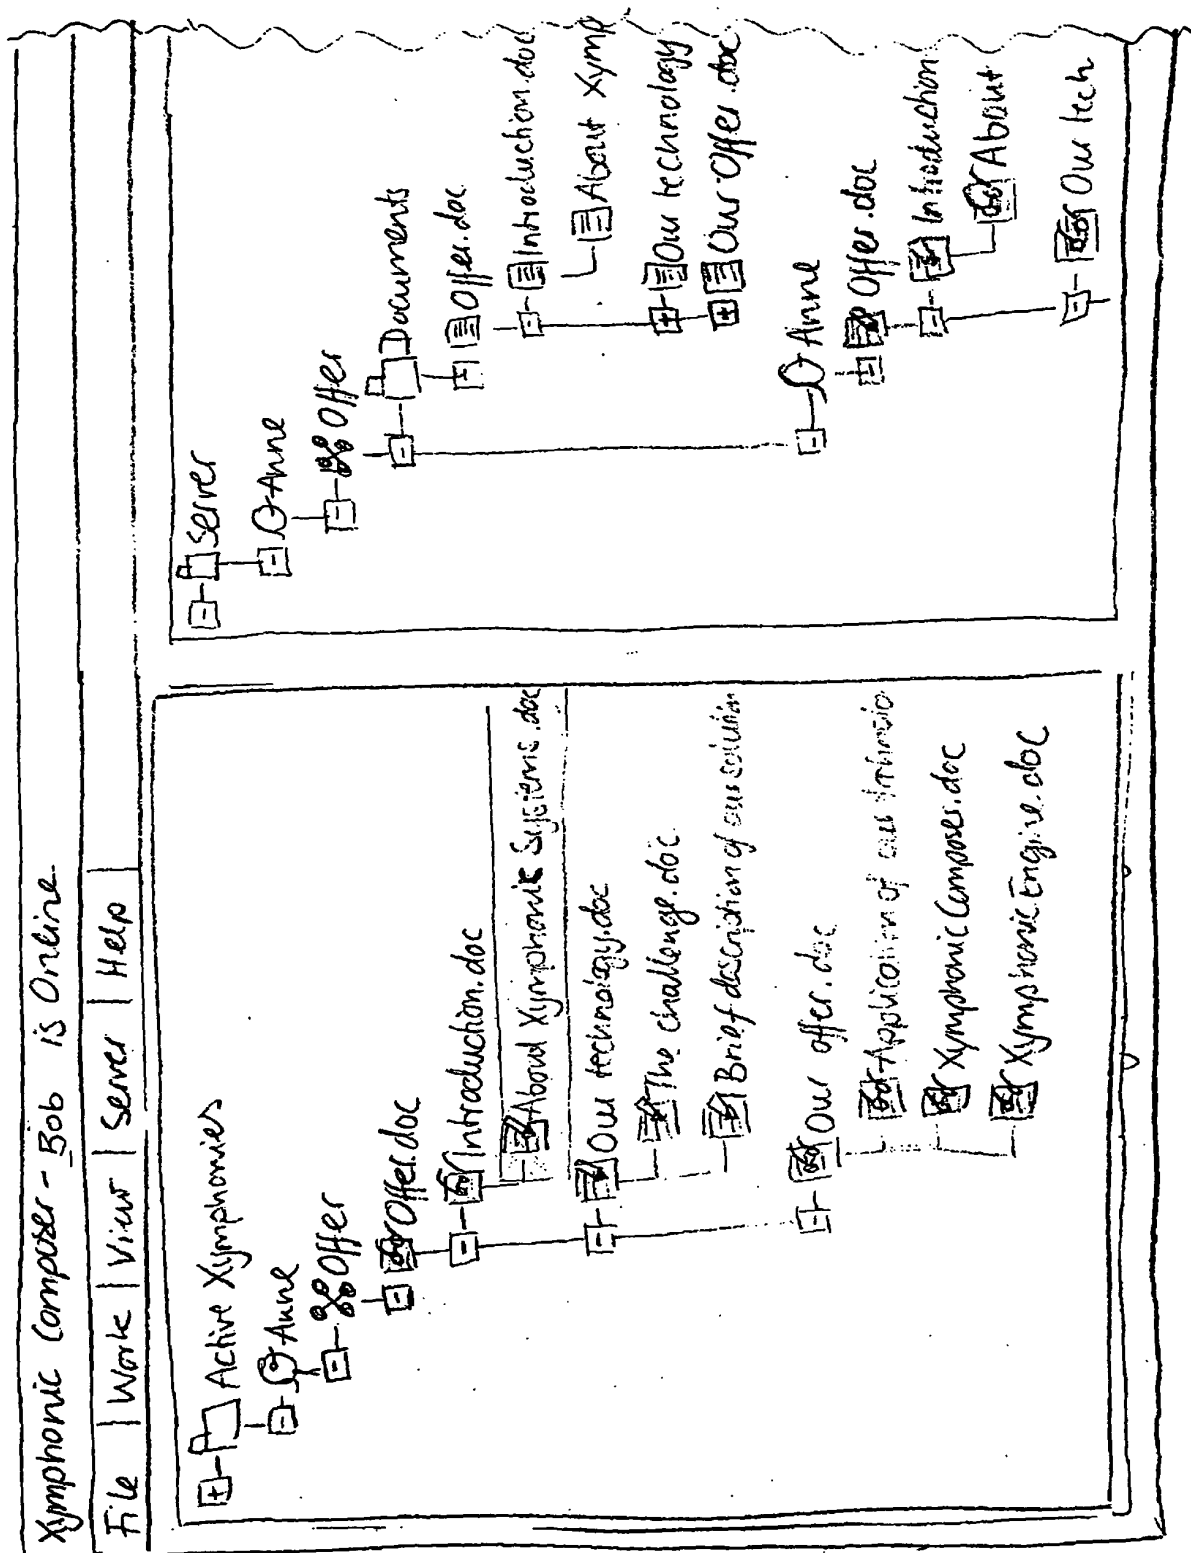 Xymphonic Composer - Bob is Online
File | Work | View | Server | Help
Active Xymphonies
Anne
Offer
Offer.doc
Introduction.doc
About Xymphonic Systems.doc
Our technology.doc
The challenge.doc
Brief description of our solution
Our offer.doc
Application of our
Xymphonic Composer.doc
Xymphonic Engine.doc
Server
Anne
Offer
Documents
Offer.doc
Introduction.doc
About Xymp
Our technology
Our Offer.doc
Anne
Offer.doc
Introduction
About
Our tech